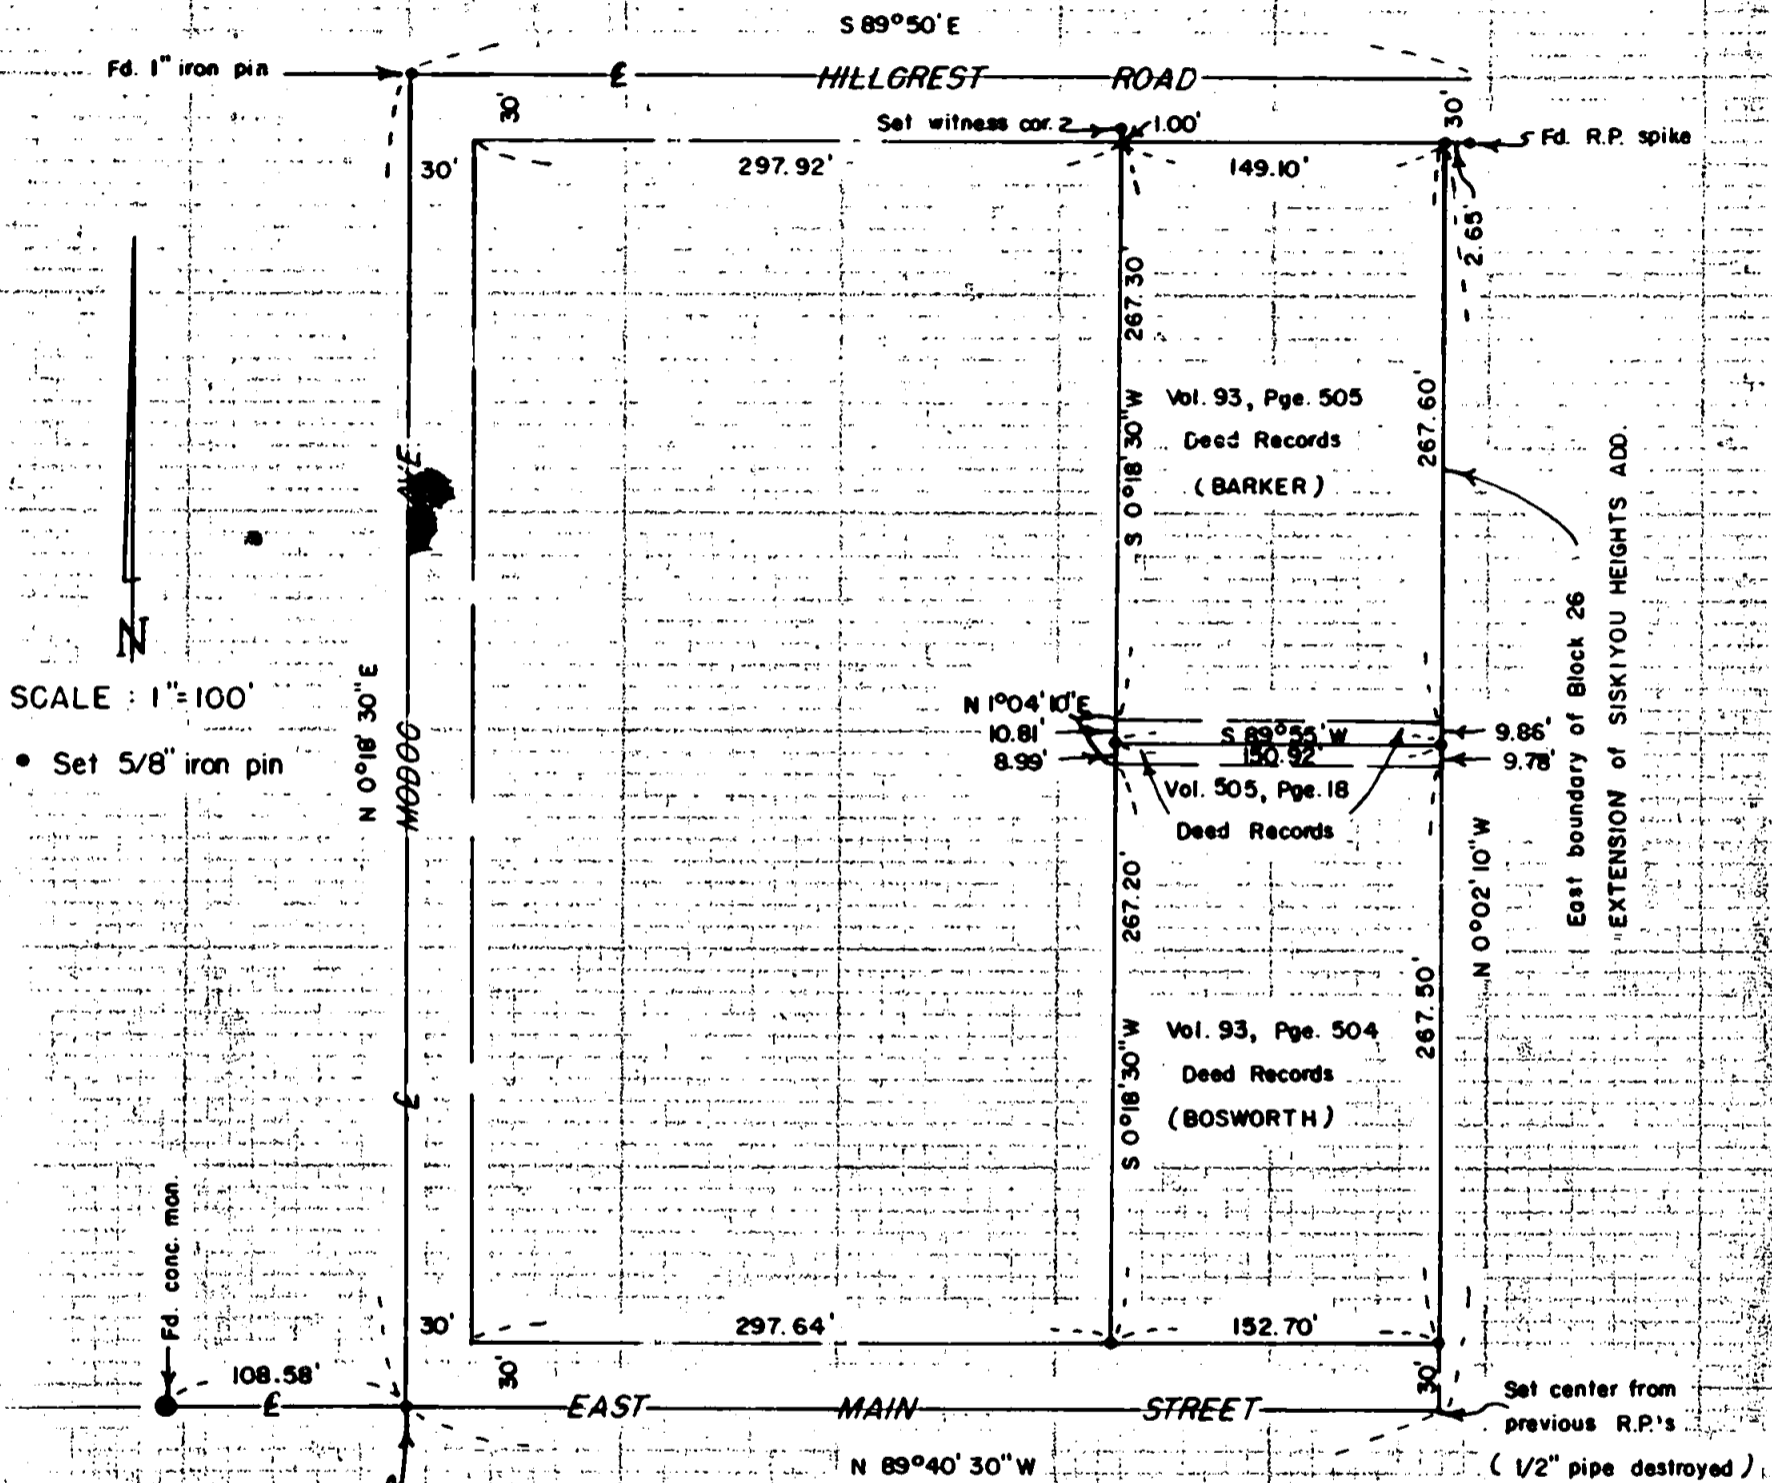 S 89°50' E
Fd. 1" iron pin
℄ HILLCREST ROAD
30'
30'
Set witness cor. 2
1.00'
Fd. R.P. spike
30'
297.92'
149.10'
2.65'
267.30'
S 0°18'30" W
Vol. 93, Pge. 505
Deed Records
(BARKER)
267.60'
East boundary of Block 26
"EXTENSION of SISKIYOU HEIGHTS ADD.
N
SCALE : 1"=100'
• Set 5/8" iron pin
N 0°18' 30" E
MODOC AVE.
℄
N 1°04'10" E
10.81'
8.99'
S 89°55' W
150.92'
9.86'
9.78'
Vol. 505, Pge. 18
Deed Records
267.20'
S 0°18'30" W
N 0°02'10" W
267.50'
Vol. 93, Pge. 504
Deed Records
(BOSWORTH)
Fd. conc. mon.
108.58'
30'
297.64'
152.70'
30'
30'
℄ EAST MAIN STREET
Set center from
previous R.P.'s
(1/2" pipe destroyed)
N 89°40' 30" W